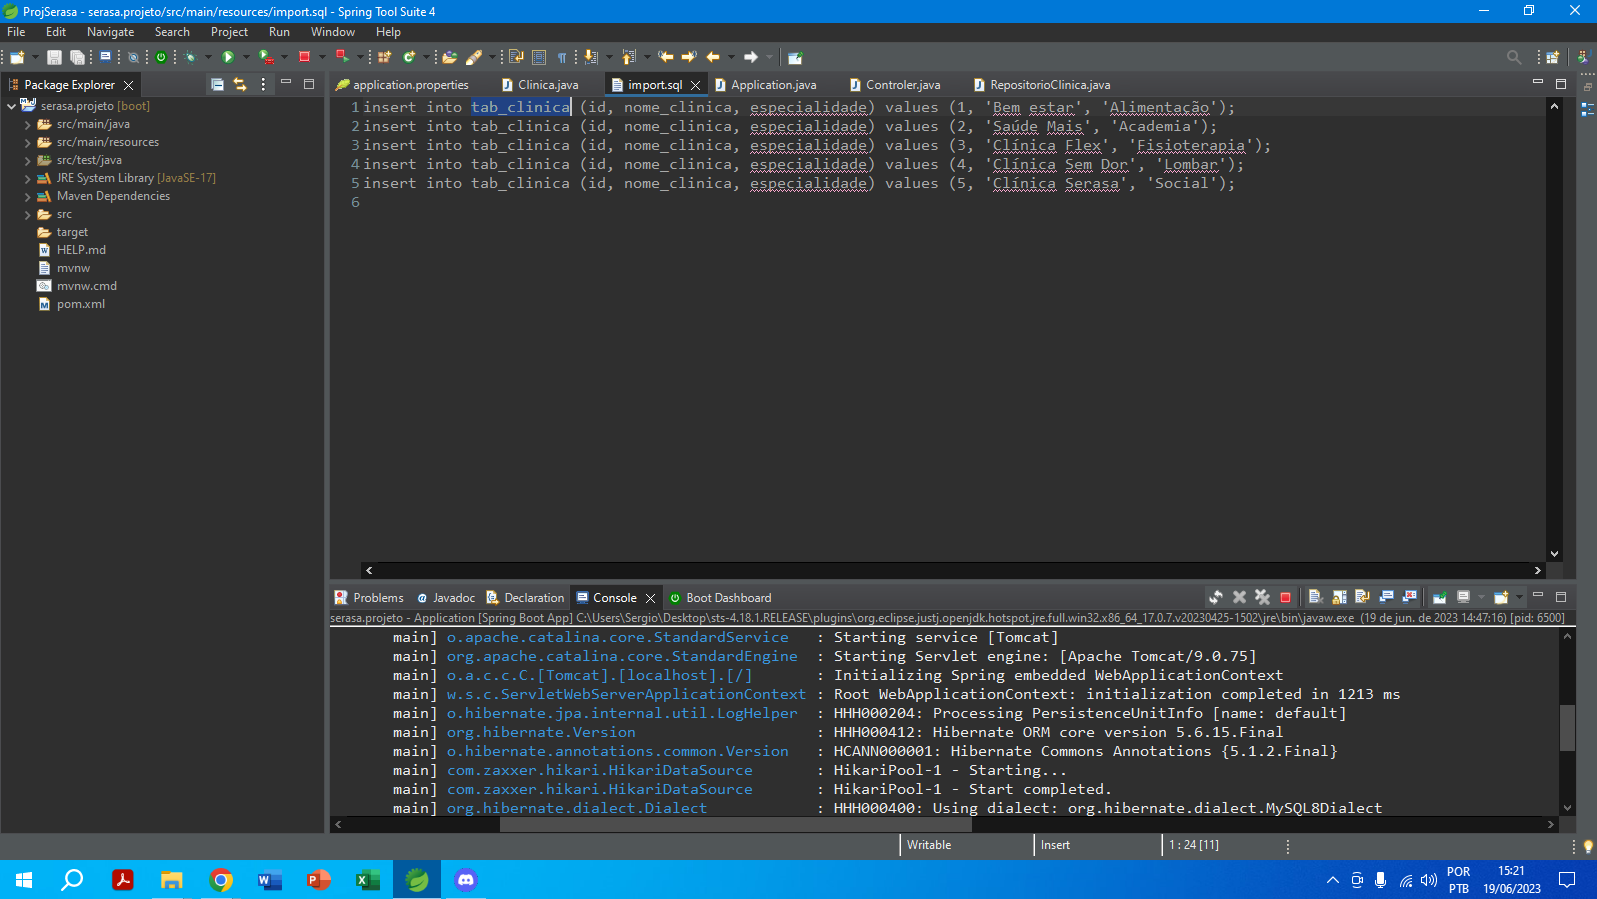 ProjSerasa - serasa.projeto/src/main/resources/import.sql - Spring Tool Suite 4
File Edit Navigate Search Project Run Window Help
Package Explorer
serasa.projeto [boot]
src/main/java
src/main/resources
src/test/java
JRE System Library [JavaSE-17]
Maven Dependencies
src
target
HELP.md
mvnw
mvnw.cmd
pom.xml
application.properties Clinica.java import.sql Application.java Controler.java RepositorioClinica.java
1 insert into tab_clinica (id, nome_clinica, especialidade) values (1, 'Bem estar', 'Alimentação');
2 insert into tab_clinica (id, nome_clinica, especialidade) values (2, 'Saúde Mais', 'Academia');
3 insert into tab_clinica (id, nome_clinica, especialidade) values (3, 'Clínica Flex', 'Fisioterapia');
4 insert into tab_clinica (id, nome_clinica, especialidade) values (4, 'Clínica Sem Dor', 'Lombar');
5 insert into tab_clinica (id, nome_clinica, especialidade) values (5, 'Clínica Serasa', 'Social');
6
Problems Javadoc Declaration Console Boot Dashboard
serasa.projeto - Application [Spring Boot App] C:\Users\Sergio\Desktop\sts-4.18.1.RELEASE\plugins\org.eclipse.justj.openjdk.hotspot.jre.full.win32.x86_64_17.0.7.v20230425-1502\jre\bin\javaw.exe (19 de jun. de 2023 14:47:16) [pid: 6500]
main] o.apache.catalina.core.StandardService : Starting service [Tomcat]
main] org.apache.catalina.core.StandardEngine : Starting Servlet engine: [Apache Tomcat/9.0.75]
main] o.a.c.c.C.[Tomcat].[localhost].[/] : Initializing Spring embedded WebApplicationContext
main] w.s.c.ServletWebServerApplicationContext : Root WebApplicationContext: initialization completed in 1213 ms
main] o.hibernate.jpa.internal.util.LogHelper : HHH000204: Processing PersistenceUnitInfo [name: default]
main] org.hibernate.Version : HHH000412: Hibernate ORM core version 5.6.15.Final
main] o.hibernate.annotations.common.Version : HCANN000001: Hibernate Commons Annotations {5.1.2.Final}
main] com.zaxxer.hikari.HikariDataSource : HikariPool-1 - Starting...
main] com.zaxxer.hikari.HikariDataSource : HikariPool-1 - Start completed.
main] org.hibernate.dialect.Dialect : HHH000400: Using dialect: org.hibernate.dialect.MySQL8Dialect
Writable Insert 1 : 24 [11]
POR 15:21
PTB 19/06/2023